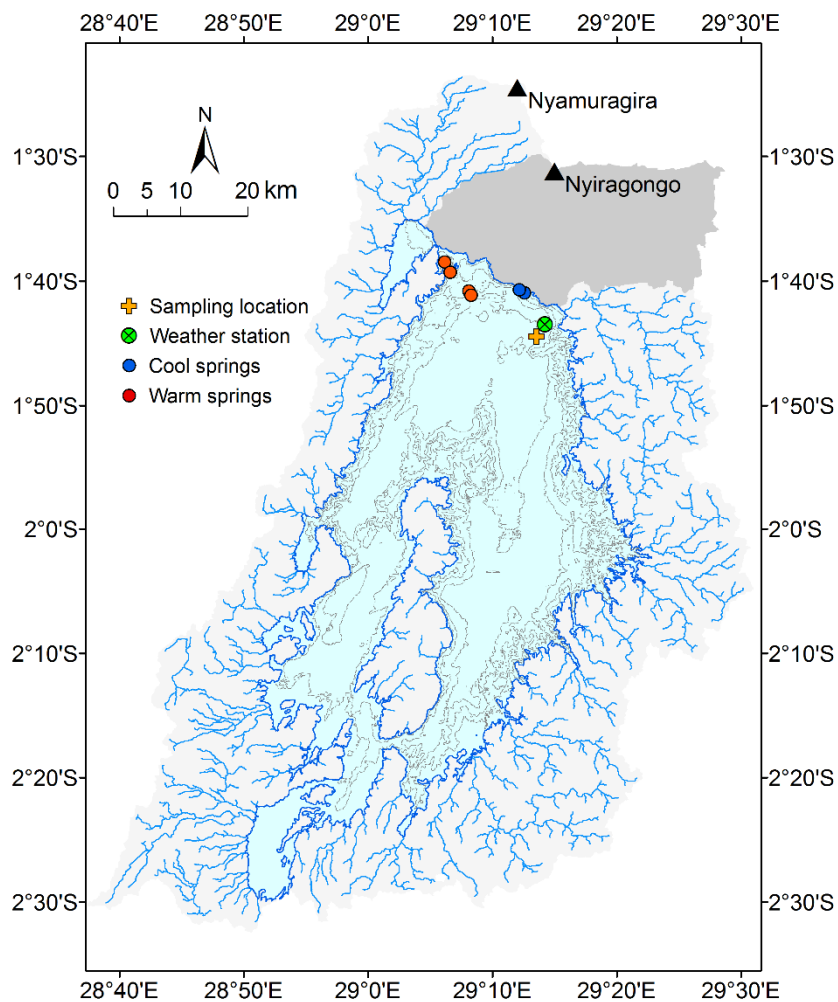 28°40'E 28°50'E 29°0'E 29°10'E 29°20'E 29°30'E
N
Nyamuragira
1°30'S 1°30'S
Nyiragongo
0 5 10 20 km
1°40'S 1°40'S
Sampling location
Weather station
Cool springs
Warm springs
1°50'S 1°50'S
2°0'S 2°0'S
2°10'S 2°10'S
2°20'S 2°20'S
2°30'S 2°30'S
28°40'E 28°50'E 29°0'E 29°10'E 29°20'E 29°30'E